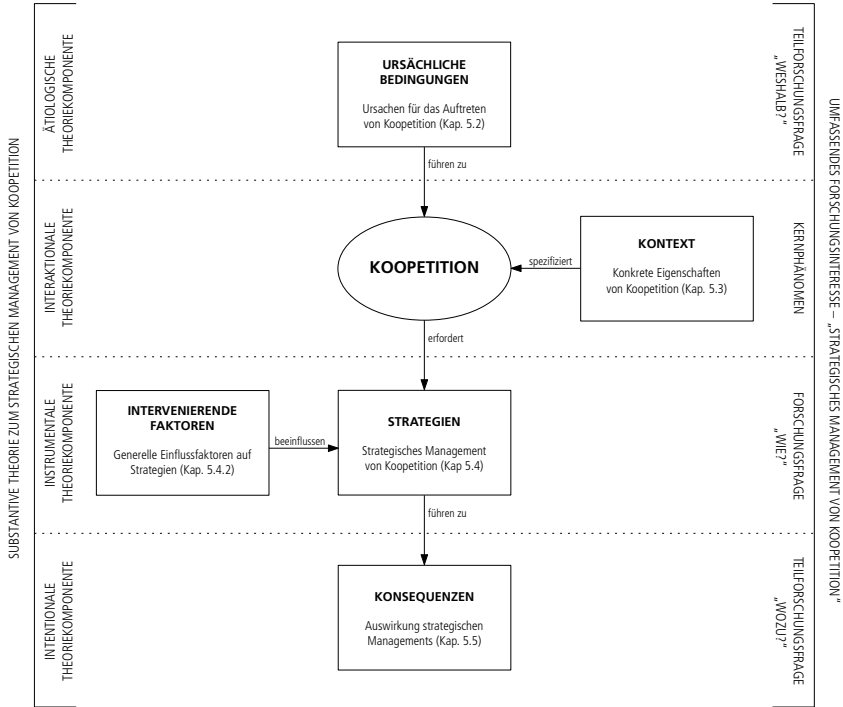 SUBSTANTIVE THEORIE ZUM STRATEGISCHEN MANAGEMENT VON KOOPETITION
ÄTIOLOGISCHE
THEORIEKOMPONENTE
URSÄCHLICHE
BEDINGUNGEN
Ursachen für das Auftreten
von Koopetition (Kap. 5.2)
TEILFORSCHUNGSFRAGE
„WESHALB?"
führen zu
INTERAKTIONALE
THEORIEKOMPONENTE
KOOPETITION
spezifiziert
KONTEXT
Konkrete Eigenschaften
von Koopetition (Kap. 5.3)
KERNPHÄNOMEN
erfordert
INSTRUMENTALE
THEORIEKOMPONENTE
INTERVENIERENDE
FAKTOREN
Generelle Einflussfaktoren auf
Strategien (Kap. 5.4.2)
beeinflussen
STRATEGIEN
Strategisches Management
von Koopetition (Kap 5.4)
FORSCHUNGSFRAGE
„WIE?"
führen zu
INTENTIONALE
THEORIEKOMPONENTE
KONSEQUENZEN
Auswirkung strategischen
Managements (Kap. 5.5)
TEILFORSCHUNGSFRAGE
„WOZU?"
UMFASSENDES FORSCHUNGSINTERESSE – „STRATEGISCHES MANAGEMENT VON KOOPETITION"